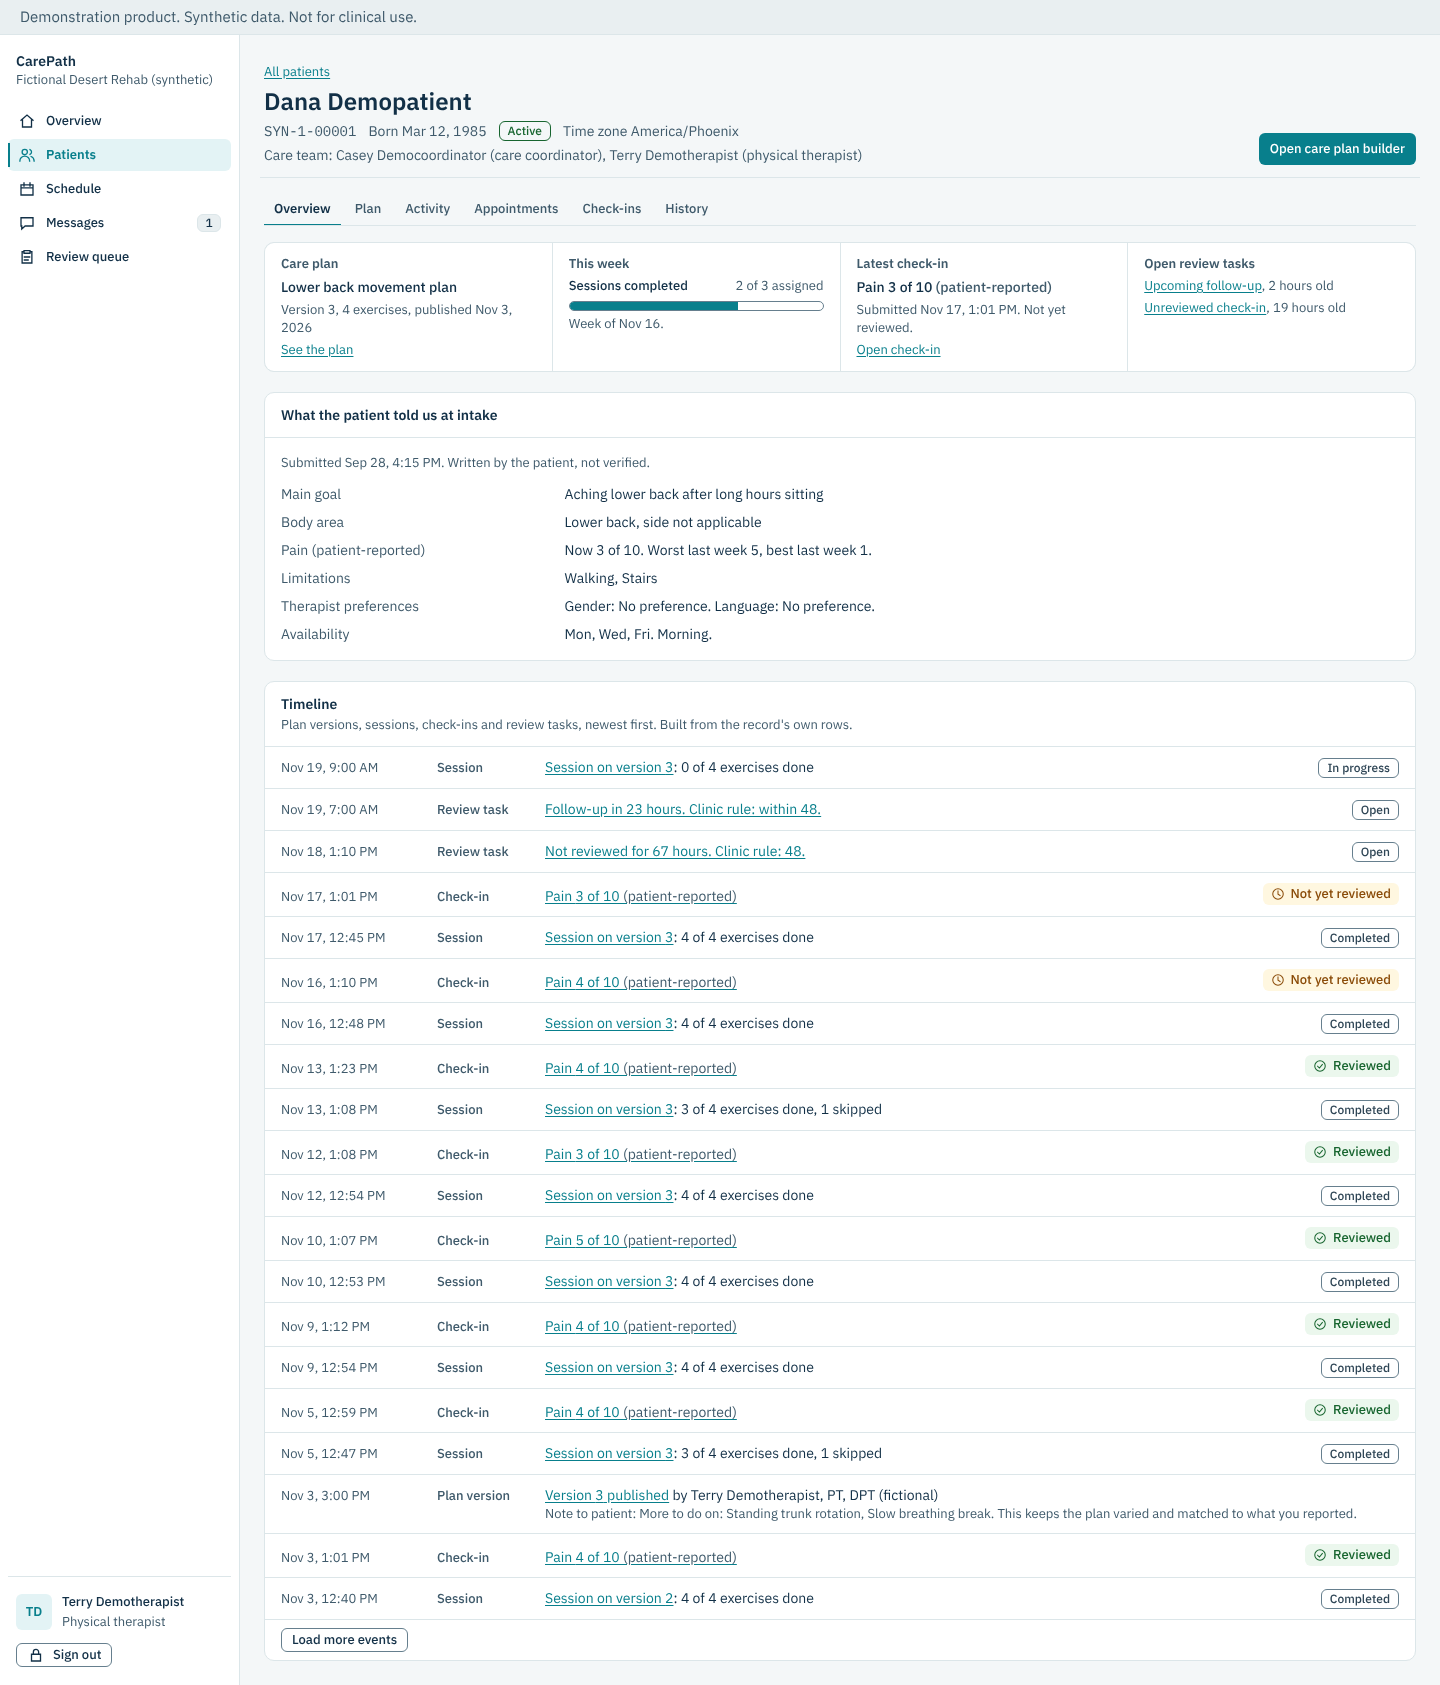 Demonstration product. Synthetic data. Not for clinical use.
CarePath
Fictional Desert Rehab (synthetic)
Overview
Patients
Schedule
Messages 1
Review queue
All patients
Dana Demopatient
SYN-1-00001 Born Mar 12, 1985 Active Time zone America/Phoenix
Care team: Casey Democoordinator (care coordinator), Terry Demotherapist (physical therapist)
Open care plan builder
Overview Plan Activity Appointments Check-ins History
Care plan
Lower back movement plan
Version 3, 4 exercises, published Nov 3,
2026
See the plan
This week
Sessions completed 2 of 3 assigned
Week of Nov 16.
Latest check-in
Pain 3 of 10 (patient-reported)
Submitted Nov 17, 1:01 PM. Not yet
reviewed.
Open check-in
Open review tasks
Upcoming follow-up, 2 hours old
Unreviewed check-in, 19 hours old
What the patient told us at intake
Submitted Sep 28, 4:15 PM. Written by the patient, not verified.
Main goal Aching lower back after long hours sitting
Body area Lower back, side not applicable
Pain (patient-reported) Now 3 of 10. Worst last week 5, best last week 1.
Limitations Walking, Stairs
Therapist preferences Gender: No preference. Language: No preference.
Availability Mon, Wed, Fri. Morning.
Timeline
Plan versions, sessions, check-ins and review tasks, newest first. Built from the record's own rows.
Nov 19, 9:00 AM Session Session on version 3: 0 of 4 exercises done In progress
Nov 19, 7:00 AM Review task Follow-up in 23 hours. Clinic rule: within 48. Open
Nov 18, 1:10 PM Review task Not reviewed for 67 hours. Clinic rule: 48. Open
Nov 17, 1:01 PM Check-in Pain 3 of 10 (patient-reported) Not yet reviewed
Nov 17, 12:45 PM Session Session on version 3: 4 of 4 exercises done Completed
Nov 16, 1:10 PM Check-in Pain 4 of 10 (patient-reported) Not yet reviewed
Nov 16, 12:48 PM Session Session on version 3: 4 of 4 exercises done Completed
Nov 13, 1:23 PM Check-in Pain 4 of 10 (patient-reported) Reviewed
Nov 13, 1:08 PM Session Session on version 3: 3 of 4 exercises done, 1 skipped Completed
Nov 12, 1:08 PM Check-in Pain 3 of 10 (patient-reported) Reviewed
Nov 12, 12:54 PM Session Session on version 3: 4 of 4 exercises done Completed
Nov 10, 1:07 PM Check-in Pain 5 of 10 (patient-reported) Reviewed
Nov 10, 12:53 PM Session Session on version 3: 4 of 4 exercises done Completed
Nov 9, 1:12 PM Check-in Pain 4 of 10 (patient-reported) Reviewed
Nov 9, 12:54 PM Session Session on version 3: 4 of 4 exercises done Completed
Nov 5, 12:59 PM Check-in Pain 4 of 10 (patient-reported) Reviewed
Nov 5, 12:47 PM Session Session on version 3: 3 of 4 exercises done, 1 skipped Completed
Nov 3, 3:00 PM Plan version Version 3 published by Terry Demotherapist, PT, DPT (fictional)
Note to patient: More to do on: Standing trunk rotation, Slow breathing break. This keeps the plan varied and matched to what you reported.
Nov 3, 1:01 PM Check-in Pain 4 of 10 (patient-reported) Reviewed
Nov 3, 12:40 PM Session Session on version 2: 4 of 4 exercises done Completed
Load more events
TD
Terry Demotherapist
Physical therapist
Sign out